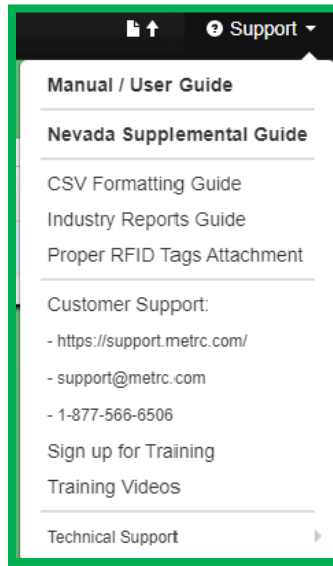 Support
Manual / User Guide
Nevada Supplemental Guide
CSV Formatting Guide
Industry Reports Guide
Proper RFID Tags Attachment
Customer Support:
- https://support.metrc.com/
- support@metrc.com
- 1-877-566-6506
Sign up for Training
Training Videos
Technical Support